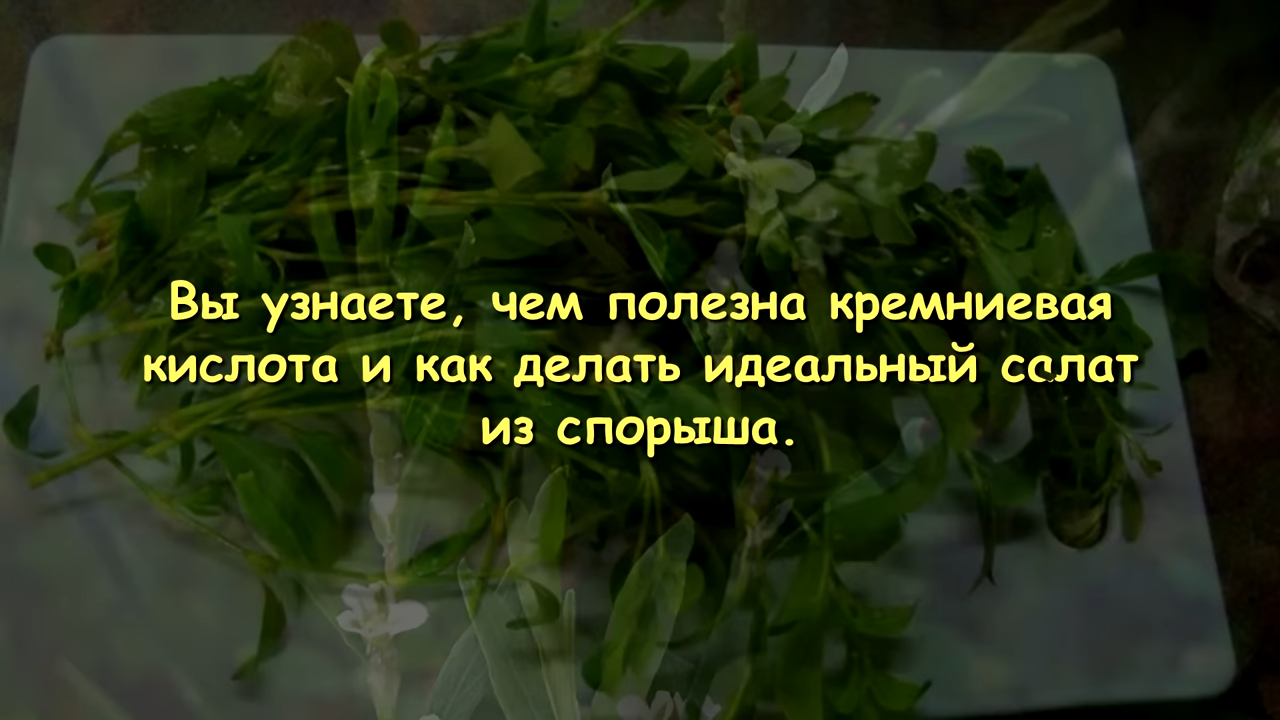 Вы узнаете, чем полезна кремниевая
кислота и как делать идеальный салат
из спорыша.